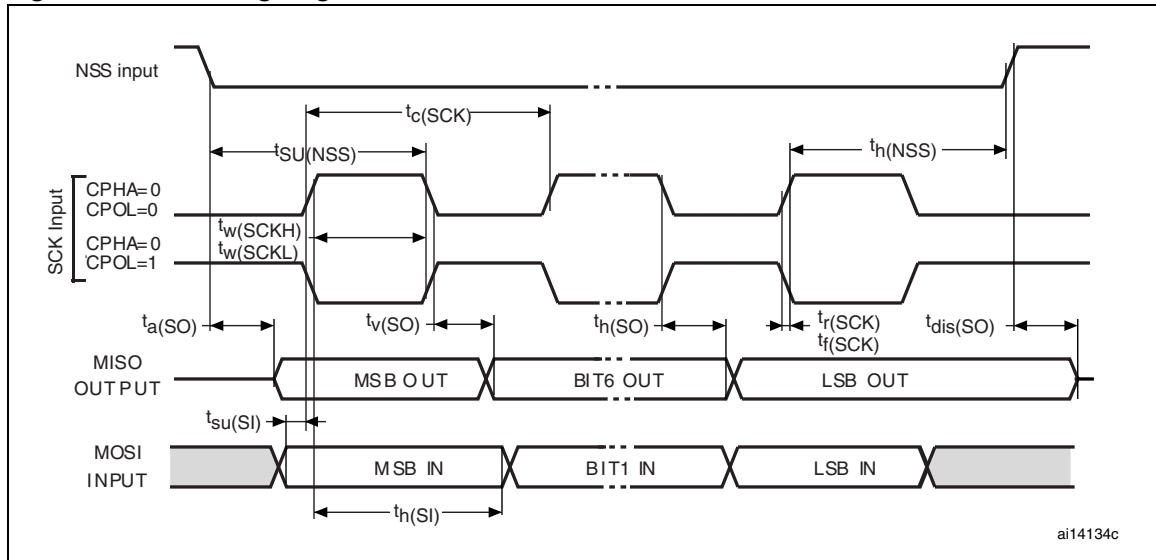 NSS input
tc(SCK)
tSU(NSS)
th(NSS)
SCK Input
CPHA=0
CPOL=0
CPHA=0
CPOL=1
tw(SCKH)
tw(SCKL)
ta(SO)
tv(SO)
th(SO)
tr(SCK)
tf(SCK)
tdis(SO)
MISO
OUTPUT
MSB OUT
BIT6 OUT
LSB OUT
tsu(SI)
MOSI
INPUT
MSB IN
BIT1 IN
LSB IN
th(SI)
ai14134c